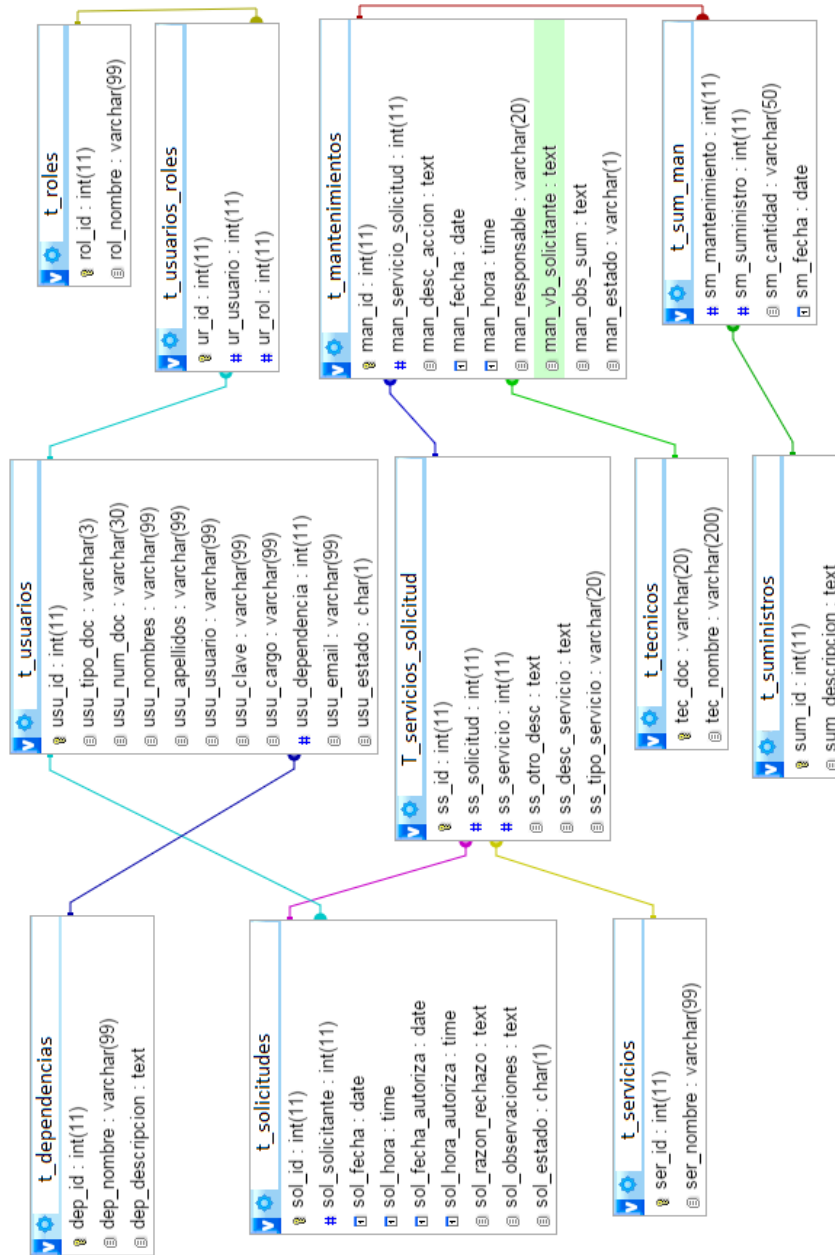 v t_dependencias
dep_id : int(11)
dep_nombre : varchar(99)
dep_descripcion : text
v t_usuarios
usu_id : int(11)
usu_tipo_doc : varchar(3)
usu_num_doc : varchar(30)
usu_nombres : varchar(99)
usu_apellidos : varchar(99)
usu_usuario : varchar(99)
usu_clave : varchar(99)
usu_cargo : varchar(99)
# usu_dependencia : int(11)
usu_email : varchar(99)
usu_estado : char(1)
v t_roles
rol_id : int(11)
rol_nombre : varchar(99)
v t_usuarios_roles
ur_id : int(11)
# ur_usuario : int(11)
# ur_rol : int(11)
v t_solicitudes
sol_id : int(11)
# sol_solicitante : int(11)
sol_fecha : date
sol_hora : time
sol_fecha_autoriza : date
sol_hora_autoriza : time
sol_razon_rechazo : text
sol_observaciones : text
sol_estado : char(1)
v T_servicios_solicitud
ss_id : int(11)
# ss_solicitud : int(11)
# ss_servicio : int(11)
ss_otro_desc : text
ss_desc_servicio : text
ss_tipo_servicio : varchar(20)
v t_mantenimientos
man_id : int(11)
# man_servicio_solicitud : int(11)
man_desc_accion : text
man_fecha : date
man_hora : time
man_responsable : varchar(20)
man_vb_solicitante : text
man_obs_sum : text
man_estado : varchar(1)
v t_servicios
ser_id : int(11)
ser_nombre : varchar(99)
v t_tecnicos
tec_doc : varchar(20)
tec_nombre : varchar(200)
v t_sum_man
# sm_mantenimiento : int(11)
# sm_suministro : int(11)
sm_cantidad : varchar(50)
sm_fecha : date
v t_suministros
sum_id : int(11)
sum_descripcion : text